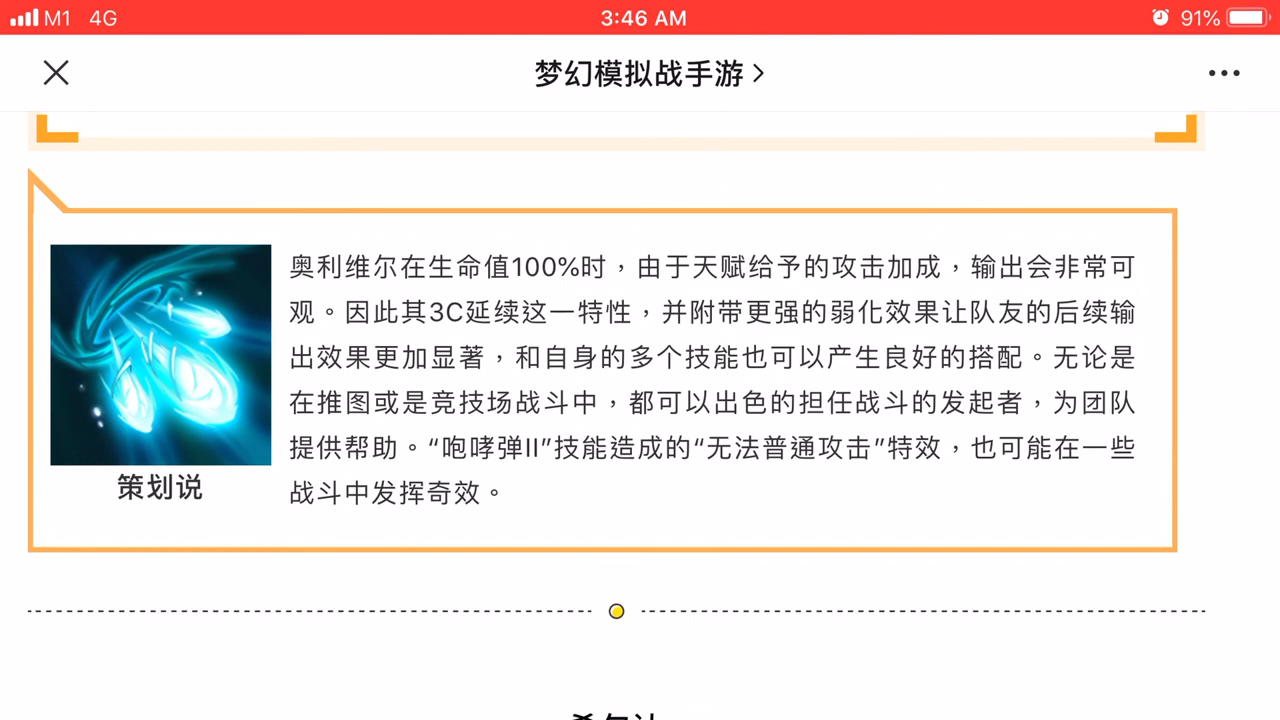 M1 4G 3:46 AM 91%
梦幻模拟战手游
奥利维尔在生命值100%时，由于天赋给予的攻击加成，输出会非常可
观。因此其3C延续这一特性，并附带更强的弱化效果让队友的后续输
出效果更加显著，和自身的多个技能也可以产生良好的搭配。无论是
在推图或是竞技场战斗中，都可以出色的担任战斗的发起者，为团队
提供帮助。“咆哮弹II”技能造成的“无法普通攻击”特效，也可能在一些
战斗中发挥奇效。
策划说